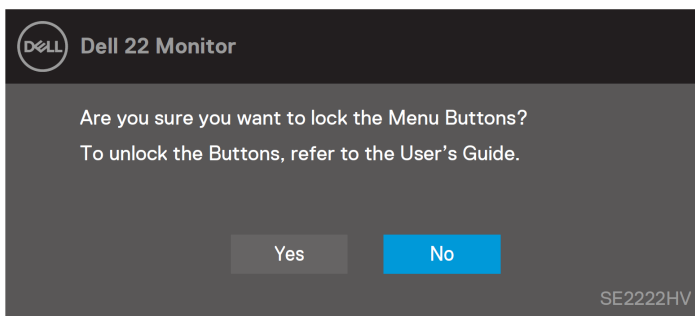 DELL
Dell 22 Monitor
Are you sure you want to lock the Menu Buttons?
To unlock the Buttons, refer to the User’s Guide.
Yes No
SE2222HV